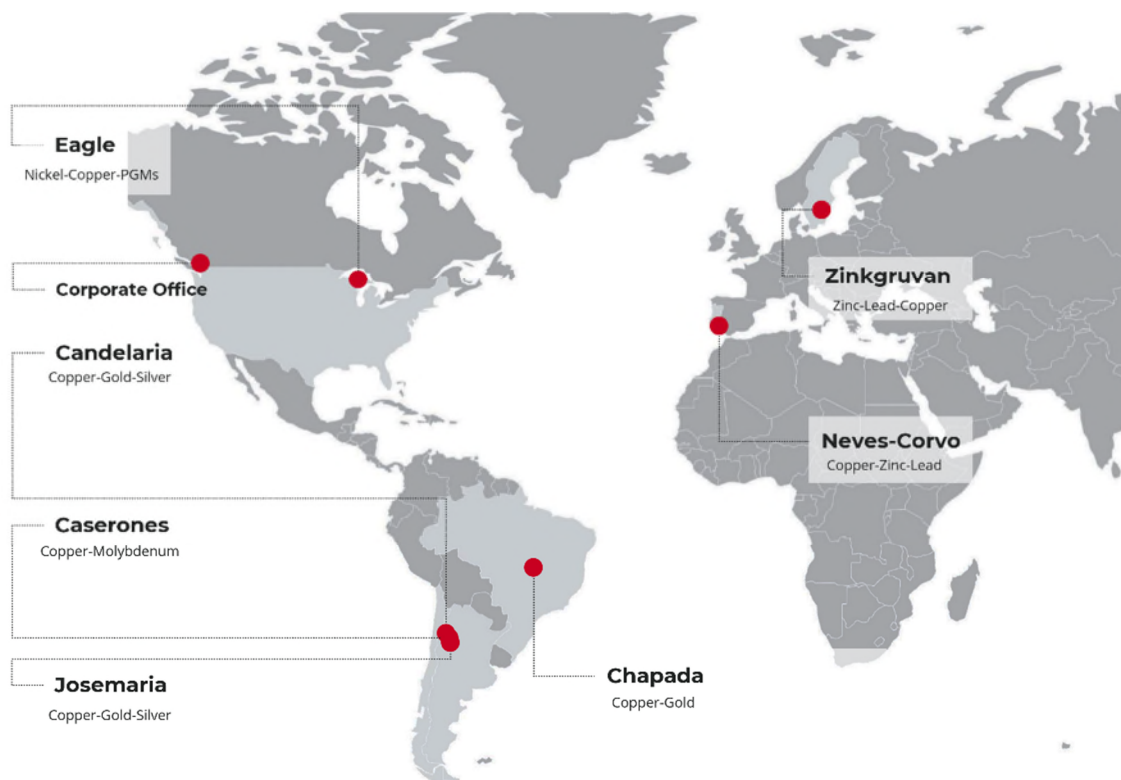 Eagle
Nickel-Copper-PGMs
Corporate Office
Candelaria
Copper-Gold-Silver
Caserones
Copper-Molybdenum
Josemaria
Copper-Gold-Silver
Chapada
Copper-Gold
Zinkgruvan
Zinc-Lead-Copper
Neves-Corvo
Copper-Zinc-Lead